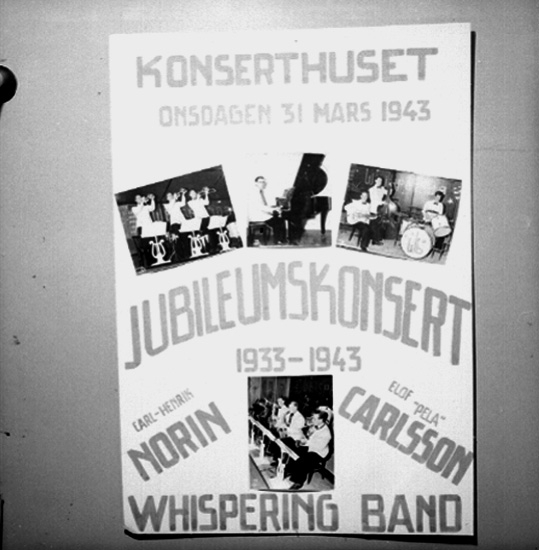 KONSERTHUSET
ONSDAGEN 31 MARS 1943
JUBILEUMSKONSERT
1933-1943
CARL-HENRIK
NORIN
ELOF "PELA"
CARLSSON
WHISPERING BAND